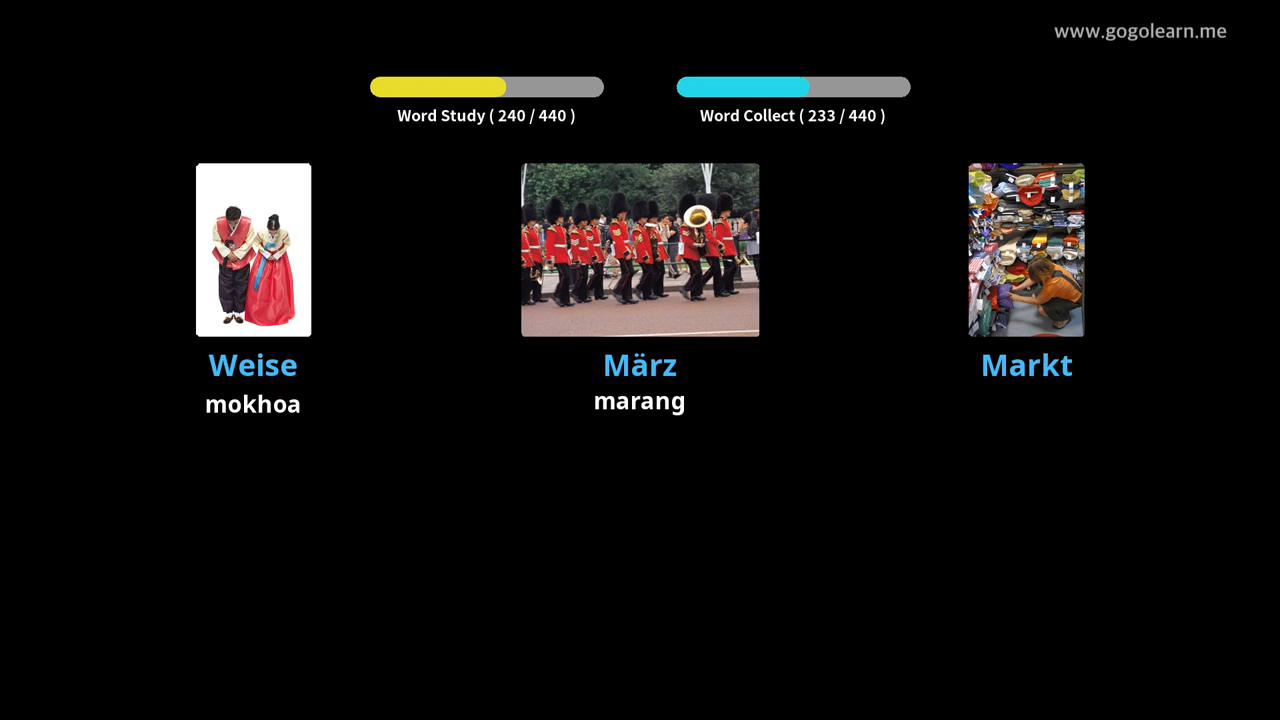 www.gogolearn.me
Word Study ( 240 / 440 )
Word Collect ( 233 / 440 )
Weise
März
Markt
mokhoa
marang